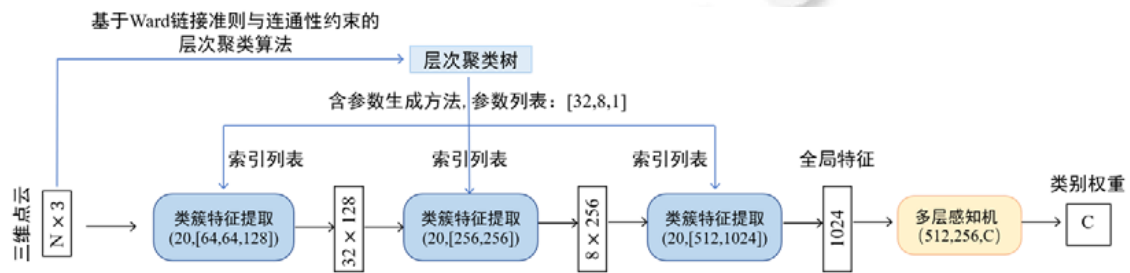 基于Ward链接准则与连通性约束的
层次聚类算法
层次聚类树
含参数生成方法, 参数列表：[32,8,1]
索引列表
索引列表
索引列表
全局特征
类别权重
三维点云
N×3
类簇特征提取
(20,[64,64,128])
32×128
类簇特征提取
(20,[256,256])
8×256
类簇特征提取
(20,[512,1024])
1024
多层感知机
(512,256,C)
C